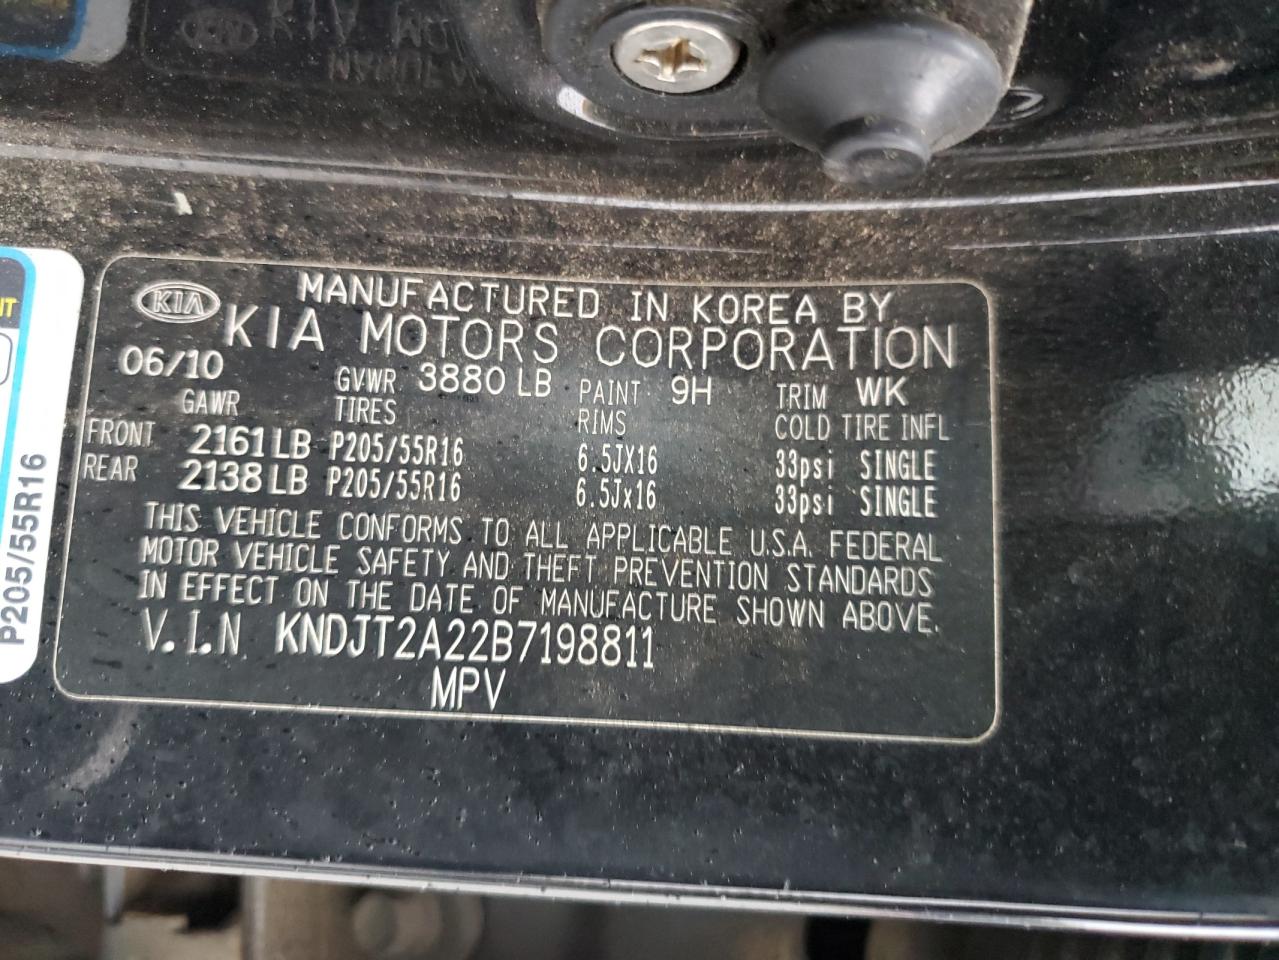 KIA
MANUFACTURED IN KOREA BY
KIA MOTORS CORPORATION
06/10 GVWR 3880 LB PAINT 9H TRIM WK
GAWR TIRES RIMS COLD TIRE INFL
FRONT 2161 LB P205/55R16 6.5JX16 33psi SINGLE
REAR 2138 LB P205/55R16 6.5Jx16 33psi SINGLE
THIS VEHICLE CONFORMS TO ALL APPLICABLE U.S.A. FEDERAL
MOTOR VEHICLE SAFETY AND THEFT PREVENTION STANDARDS
IN EFFECT ON THE DATE OF MANUFACTURE SHOWN ABOVE.
V.I.N KNDJT2A22B7198811
MPV
P205/55R16